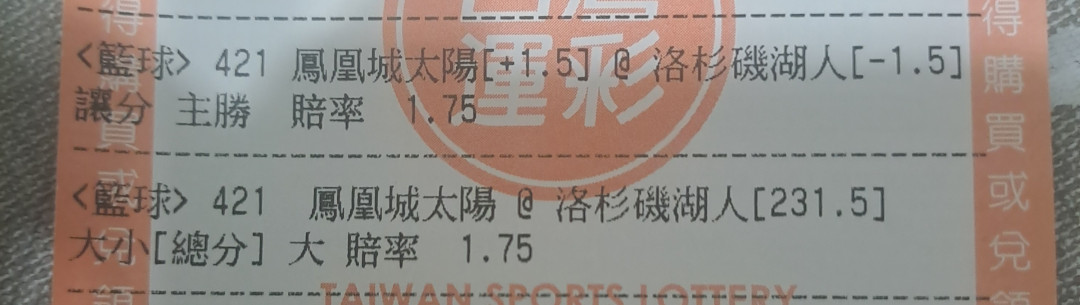 <籃球> 421 鳳凰城太陽[+1.5] @ 洛杉磯湖人[-1.5]
讓分 主勝 賠率 1.75
<籃球> 421 鳳凰城太陽 @ 洛杉磯湖人[231.5]
大小[總分] 大 賠率 1.75
運彩
得購買或兌
TAIWAN SPORTS LOTTERY